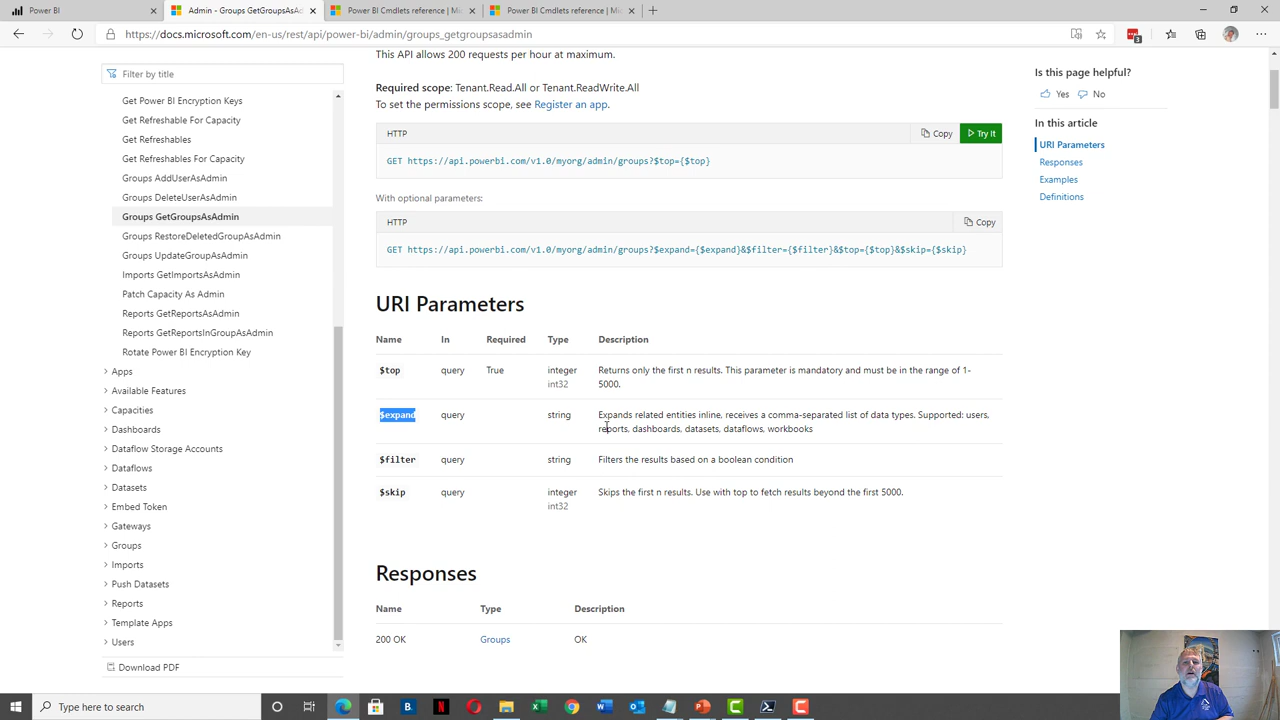 Power BI
Admin - Groups GetGroupsAsAd
Power BI Cmdlets reference | Mi
Power BI Cmdlets reference | Mi
https://docs.microsoft.com/en-us/rest/api/power-bi/admin/groups_getgroupsasadmin
3
Filter by title
Get Power BI Encryption Keys
Get Refreshable For Capacity
Get Refreshables
Get Refreshables For Capacity
Groups AddUserAsAdmin
Groups DeleteUserAsAdmin
Groups GetGroupsAsAdmin
Groups RestoreDeletedGroupAsAdmin
Groups UpdateGroupAsAdmin
Imports GetImportsAsAdmin
Patch Capacity As Admin
Reports GetReportsAsAdmin
Reports GetReportsInGroupAsAdmin
Rotate Power BI Encryption Key
Apps
Available Features
Capacities
Dashboards
Dataflow Storage Accounts
Dataflows
Datasets
Embed Token
Gateways
Groups
Imports
Push Datasets
Reports
Template Apps
Users
Download PDF
This API allows 200 requests per hour at maximum.
Required scope: Tenant.Read.All or Tenant.ReadWrite.All
To set the permissions scope, see Register an app.
HTTP
Copy
Try It
GET https://api.powerbi.com/v1.0/myorg/admin/groups?$top={$top}
With optional parameters:
HTTP
Copy
GET https://api.powerbi.com/v1.0/myorg/admin/groups?$expand={$expand}&$filter={$filter}&$top={$top}&$skip={$skip}
URI Parameters
Name In Required Type Description
$top query True integer Returns only the first n results. This parameter is mandatory and must be in the range of 1-
int32 5000.
$expand query string Expands related entities inline, receives a comma-separated list of data types. Supported: users,
reports, dashboards, datasets, dataflows, workbooks
$filter query string Filters the results based on a boolean condition
$skip query integer Skips the first n results. Use with top to fetch results beyond the first 5000.
int32
Responses
Name Type Description
200 OK Groups OK
Is this page helpful?
Yes No
In this article
URI Parameters
Responses
Examples
Definitions
Type here to search